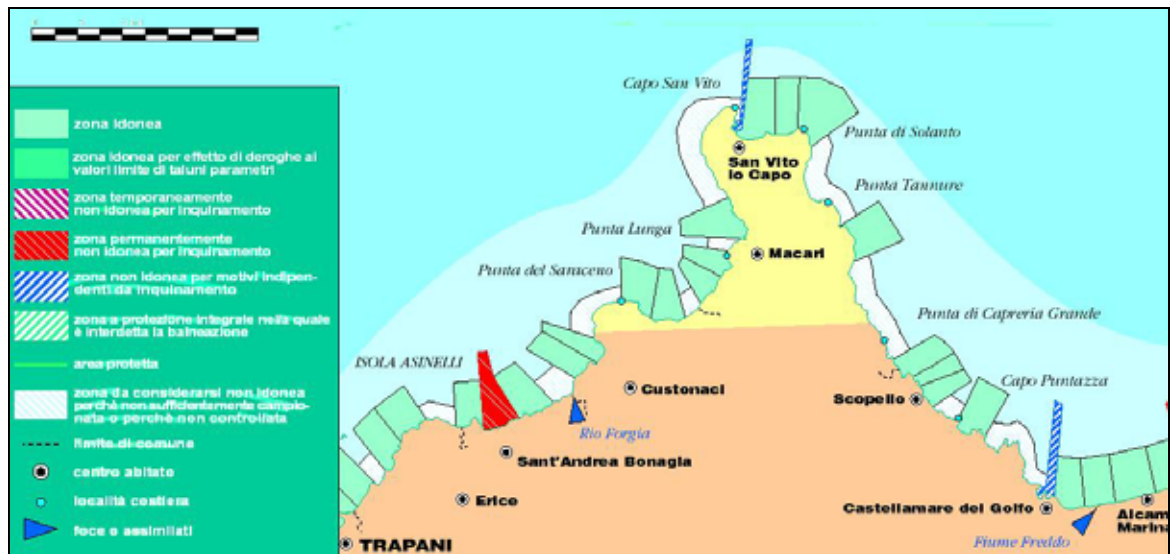 zona idonea
zona idonea per effetto di deroghe ai
valori limite di taluni parametri
zona temporaneamente
non idonea per inquinamento
zona permanentemente
non idonea per inquinamento
zona non idonea per motivi indipen-
denti da inquinamento
zona a protezione integrale nella quale
è interdetta la balneazione
area protetta
zona da considerarsi non idonea
perchè non sufficientemente campio-
nata o perchè non controllata
limite di comune
centro abitato
località costiera
foce o assimilati
Capo San Vito
Punta di Solanto
San Vito
lo Capo
Punta Tannure
Punta Lunga
Macari
Punta del Saraceno
Punta di Capreria Grande
ISOLA ASINELLI
Capo Puntazza
Custonaci
Scopello
Rio Forgia
Sant'Andrea Bonagia
Erice
Castellamare del Golfo
Alcam
Marina
TRAPANI
Fiume Freddo